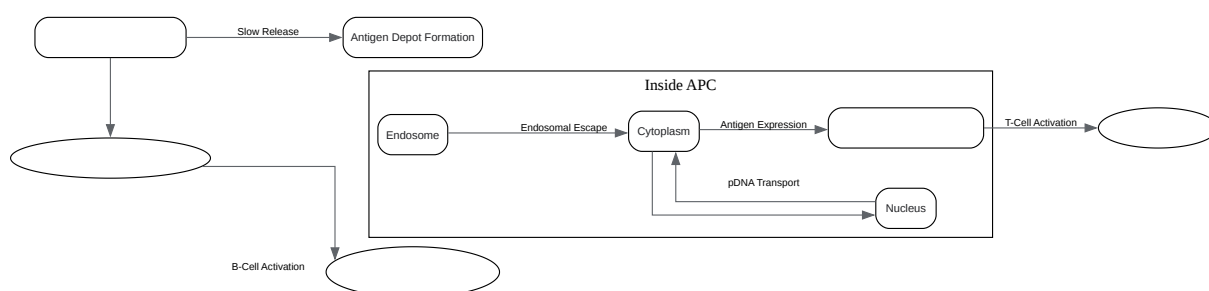 Slow Release
Antigen Depot Formation
Inside APC
Endosome
Endosomal Escape
Cytoplasm
Antigen Expression
T-Cell Activation
pDNA Transport
Nucleus
B-Cell Activation